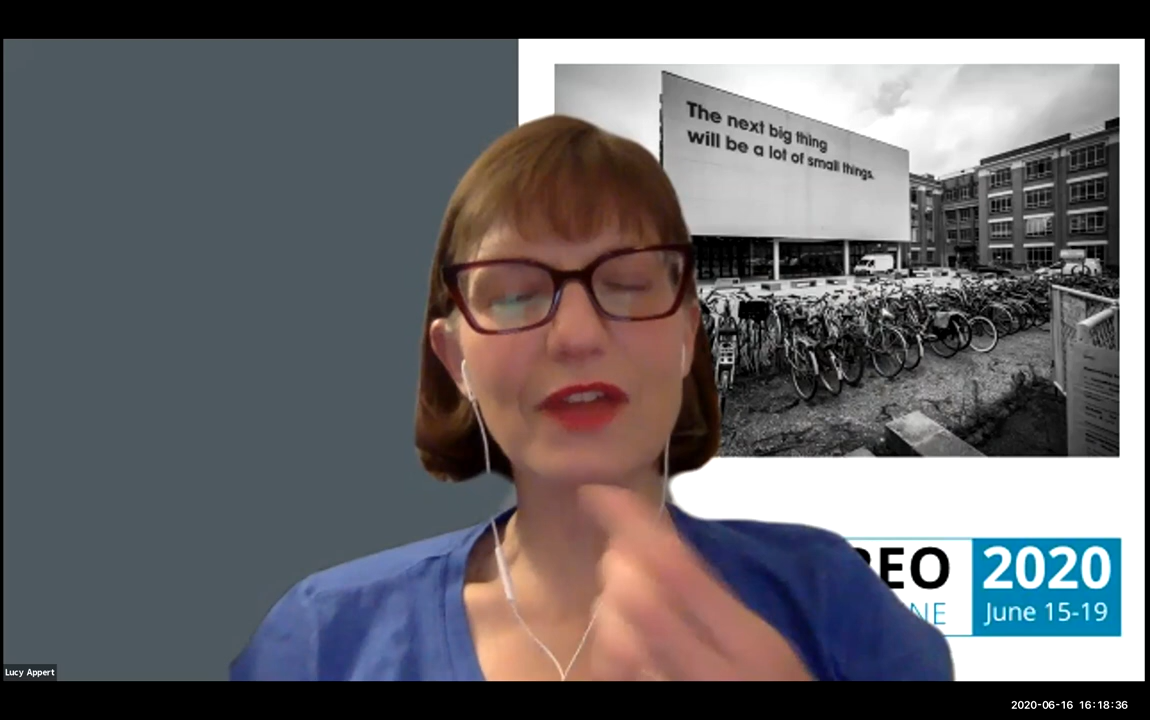 The next big thing
will be a lot of small things.
REO 2020
NE June 15-19
Lucy Appert
2020-06-16 16:18:36